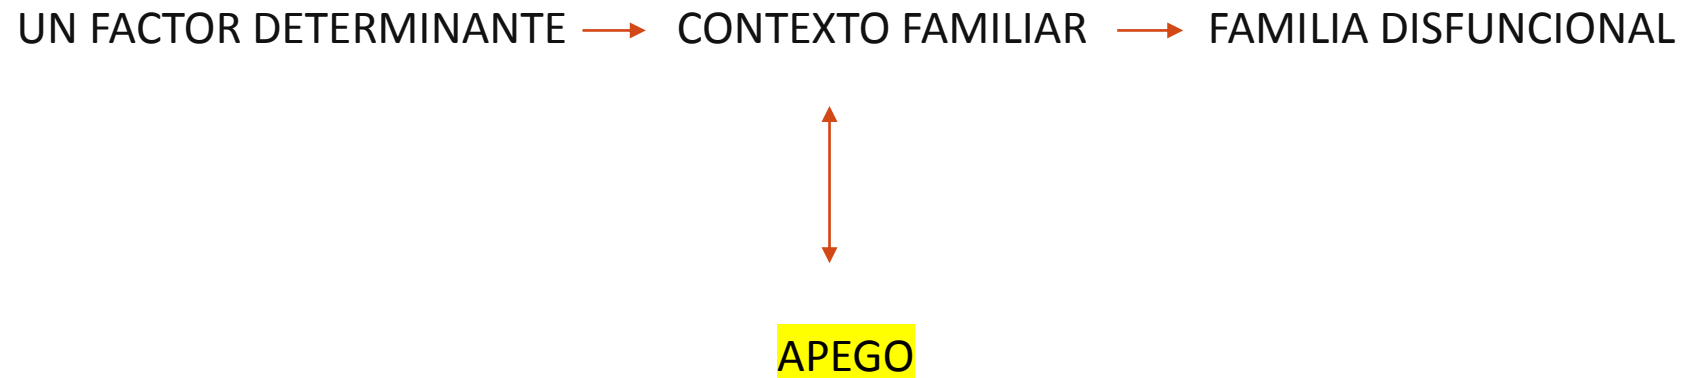 UN FACTOR DETERMINANTE → CONTEXTO FAMILIAR → FAMILIA DISFUNCIONAL
APEGO